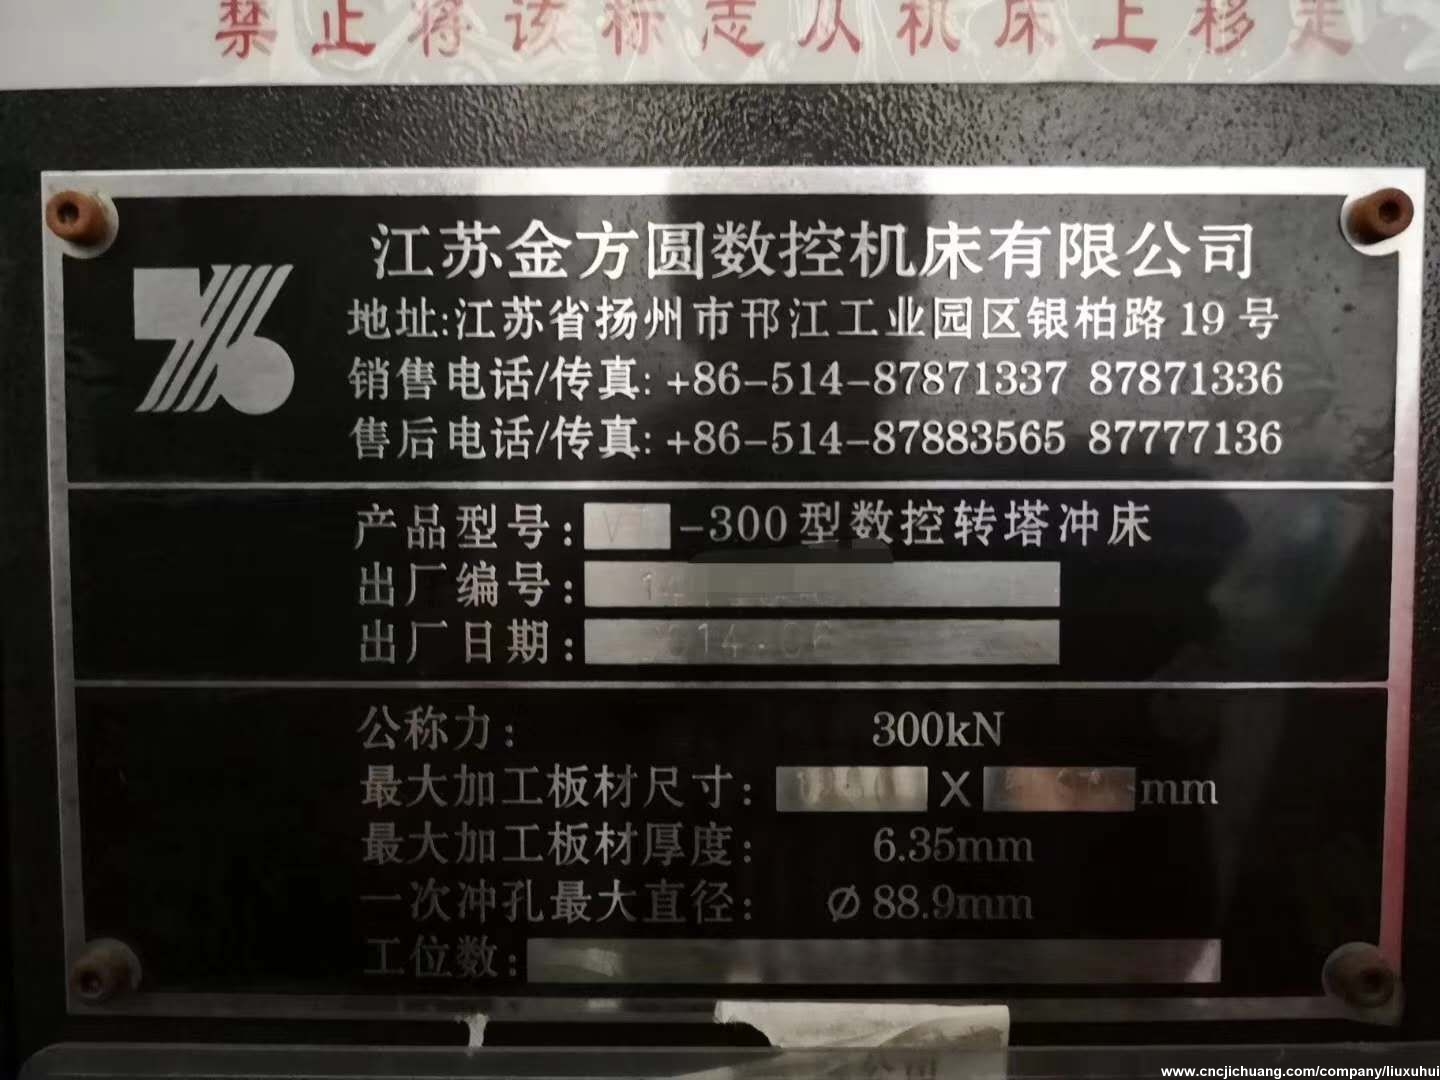 禁止将该标志从机床上移走
江苏金方圆数控机床有限公司
地址:江苏省扬州市邗江工业园区银柏路 19 号
销售电话/传真: +86-514-87871337 87871336
售后电话/传真: +86-514-87883565 87777136
产品型号: V -300 型数控转塔冲床
出厂编号:
出厂日期: 2014.06
公称力: 300kN
最大加工板材尺寸: X mm
最大加工板材厚度: 6.35mm
一次冲孔最大直径: Ø 88.9mm
工位数:
www.cncjichuang.com/company/liuxuhui